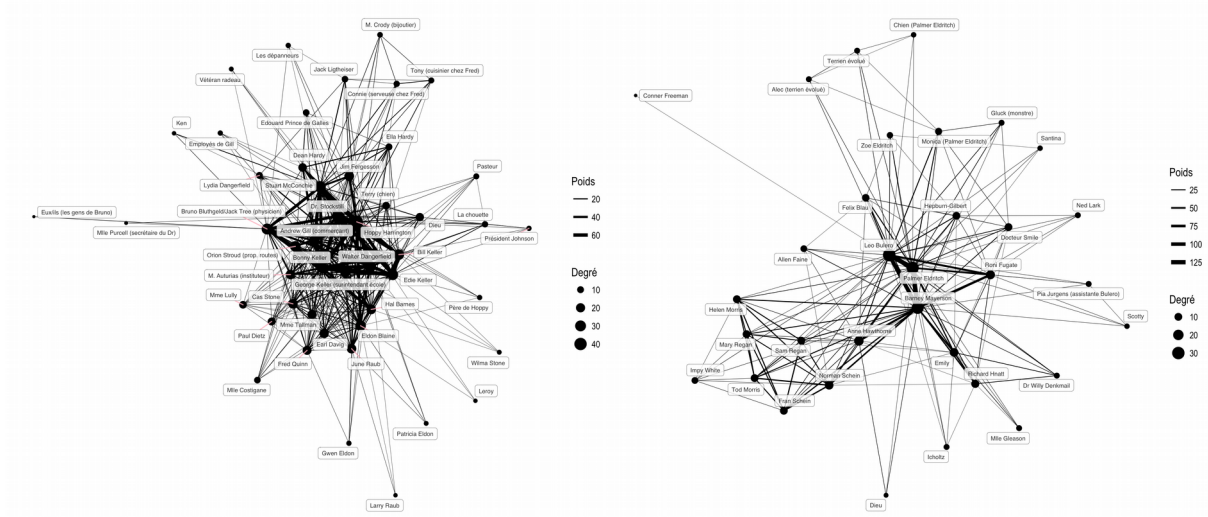 M. Crody (bijoutier)
Les dépanneurs
Jack Ligtheiser
Tony (cuisinier chez Fred)
Vétéran radeau
Connie (serveuse chez Fred)
Ken
Edouard Prince de Galles
Employés de Gill
Ella Hardy
Dean Hardy
Jim Fergesson
Pasteur
Lydia Dangerfield
Stuart McConchie
Terry (chien)
Dr. Stockstill
Bruno Bluthgeld/Jack Tree (physicien)
La chouette
Eux/ils (les gens de Bruno)
Hoppy Harrington
Dieu
Mlle Purcell (secrétaire du Dr)
Andrew Gill (commerçant)
Président Johnson
Orion Stroud (prop. routes)
Bonny Keller
Walter Dangerfield
Bill Keller
M. Auturias (instituteur)
Edie Keller
George Keller (surintendant école)
Mme Lully
Cas Stone
Hal Barnes
Père de Hoppy
Paul Dietz
Mme Tallman
Eldon Blaine
Earl Davig
Fred Quinn
June Raub
Wilma Stone
Mlle Costigane
Leroy
Patricia Eldon
Gwen Eldon
Larry Raub
Poids
20
40
60
Degré
10
20
30
40
Chien (Palmer Eldritch)
Terrien évolué
Alec (terrien évolué)
Conner Freeman
Gluck (monstre)
Zoe Eldritch
Monica (Palmer Eldritch)
Santina
Felix Blau
Hepburn-Gilbert
Ned Lark
Docteur Smile
Leo Bulero
Allen Faine
Roni Fugate
Palmer Eldritch
Pia Jurgens (assistante Bulero)
Barney Mayerson
Helen Morris
Scotty
Anne Hawthorne
Mary Regan
Sam Regan
Emily
Impy White
Norman Schein
Richard Hnatt
Tod Morris
Dr Willy Denkmail
Fran Schein
Mlle Gleason
Icholtz
Dieu
Poids
25
50
75
100
125
Degré
10
20
30